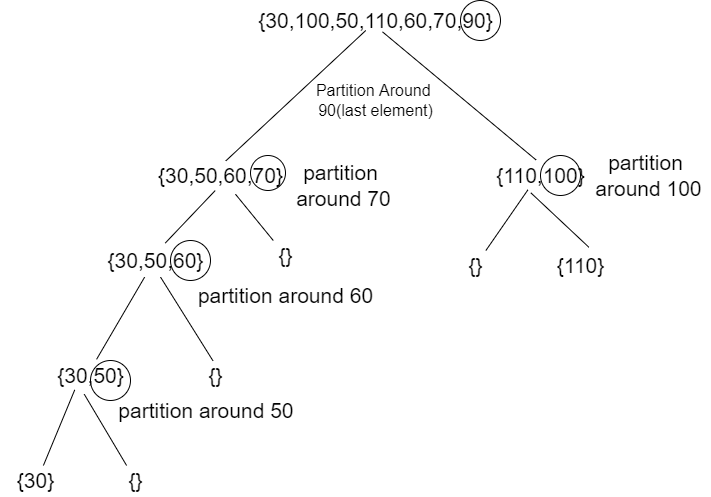 {30,100,50,110,60,70,90}
Partition Around
90(last element)
{30,50,60,70}
partition
around 70
{110,100}
partition
around 100
{30,50,60}
{}
{}
{110}
partition around 60
{30,50}
{}
partition around 50
{30}
{}